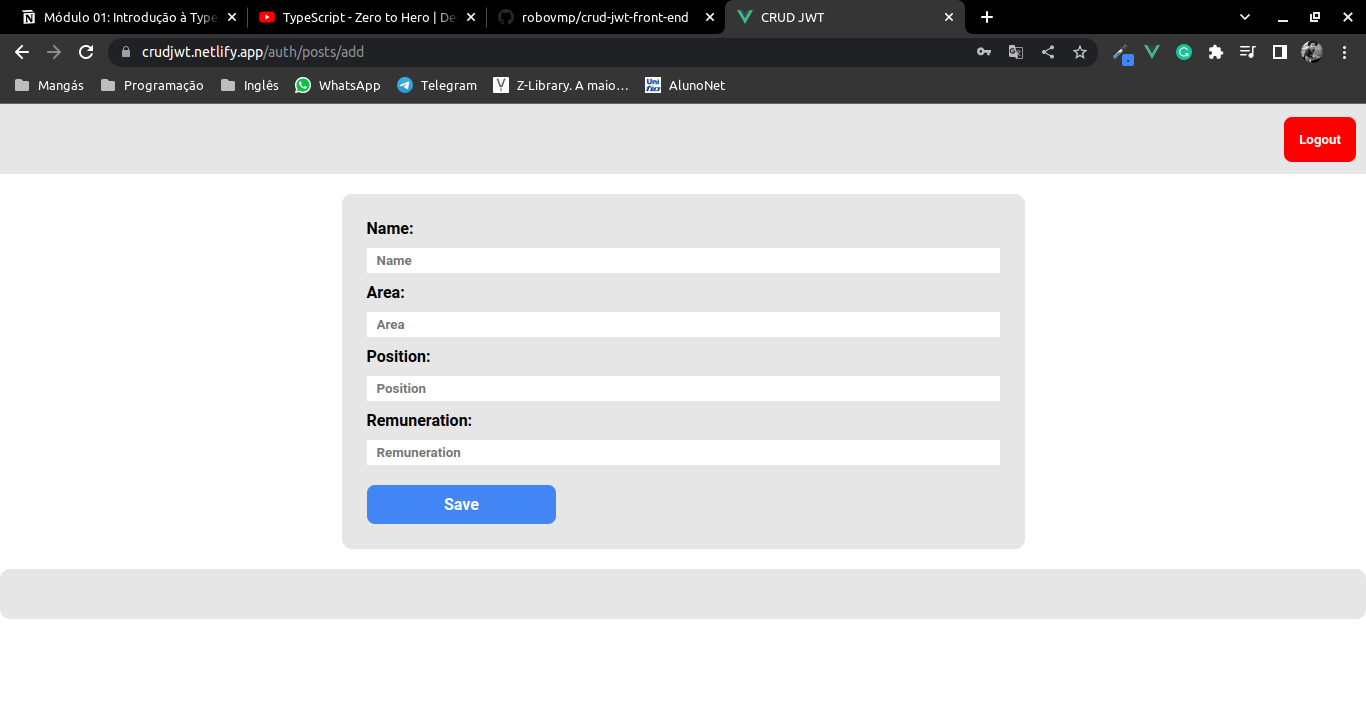 Módulo 01: Introdução à Type
TypeScript - Zero to Hero | De
robovmp/crud-jwt-front-end
CRUD JWT
crudjwt.netlify.app/auth/posts/add
Mangás
Programação
Inglês
WhatsApp
Telegram
Z-Library. A maio...
AlunoNet
Logout
Name:
Name
Area:
Area
Position:
Position
Remuneration:
Remuneration
Save